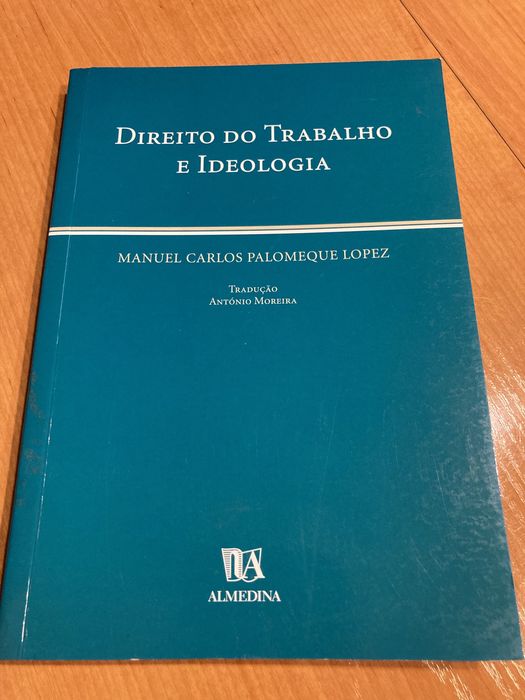 DIREITO DO TRABALHO
E IDEOLOGIA
MANUEL CARLOS PALOMEQUE LOPEZ
TRADUÇÃO
ANTÓNIO MOREIRA
ALMEDINA